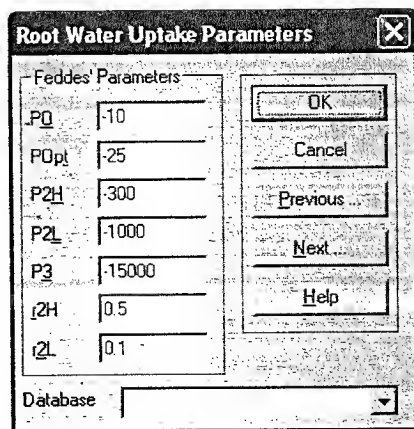 Root Water Uptake Parameters
Feddes' Parameters
P0 -10
POpt -25
P2H -300
P2L -1000
P3 -15000
r2H 0.5
r2L 0.1
OK
Cancel
Previous ...
Next ...
Help
Database